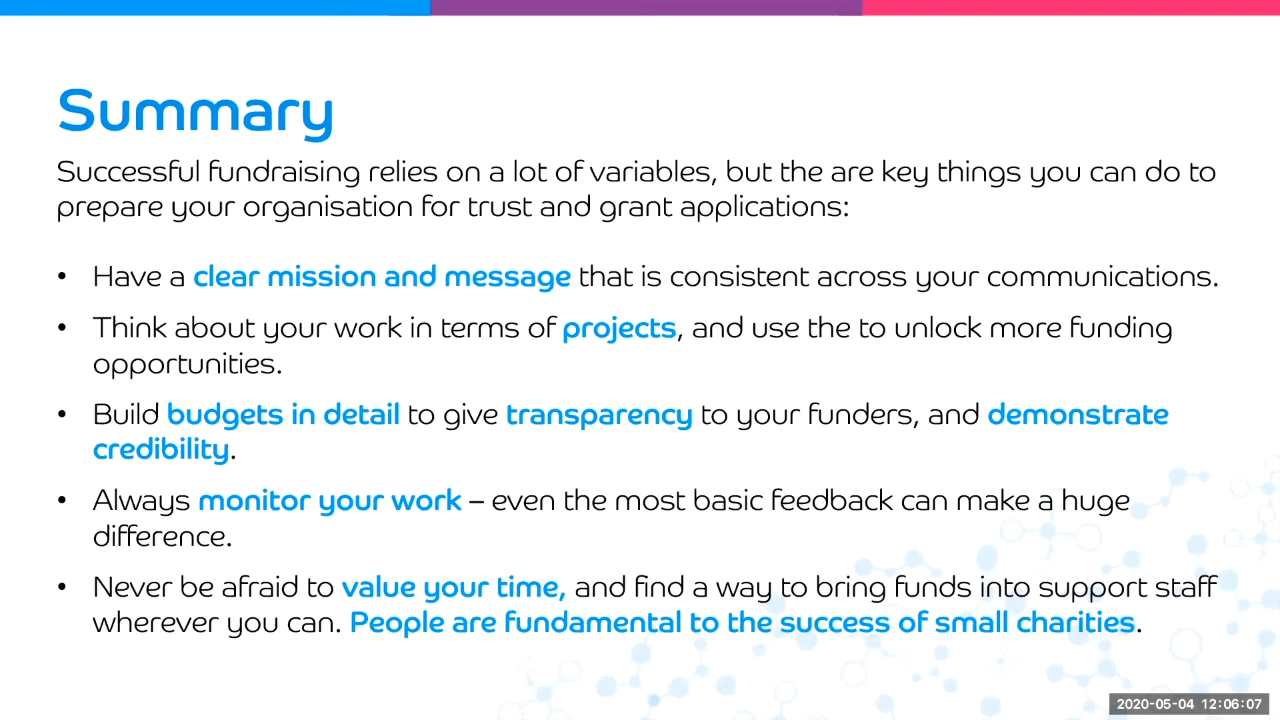 Summary
Successful fundraising relies on a lot of variables, but the are key things you can do to
prepare your organisation for trust and grant applications:
• Have a clear mission and message that is consistent across your communications.
• Think about your work in terms of projects, and use the to unlock more funding
opportunities.
• Build budgets in detail to give transparency to your funders, and demonstrate
credibility.
• Always monitor your work – even the most basic feedback can make a huge
difference.
• Never be afraid to value your time, and find a way to bring funds into support staff
wherever you can. People are fundamental to the success of small charities.
2020-05-04 12:06:07